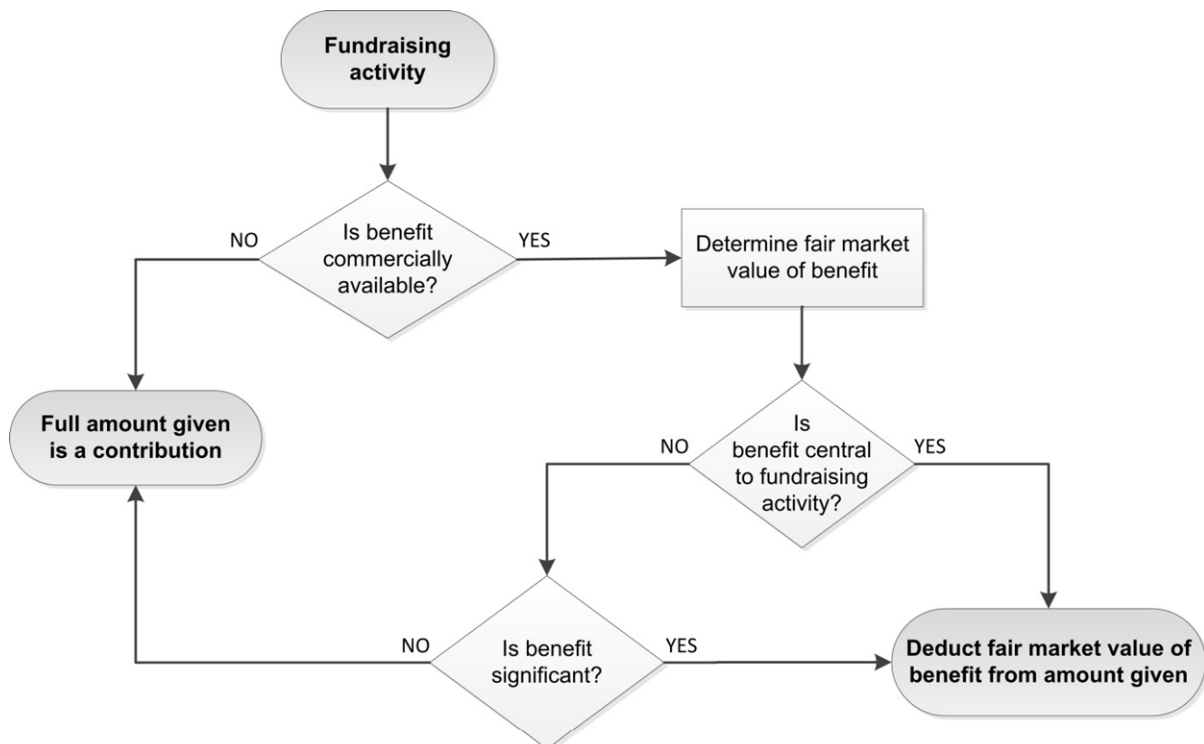 Fundraising
activity
Is benefit
commercially
available?
NO
YES
Determine fair market
value of benefit
Full amount given
is a contribution
Is
benefit central
to fundraising
activity?
NO
YES
Is benefit
significant?
NO
YES
Deduct fair market value of
benefit from amount given